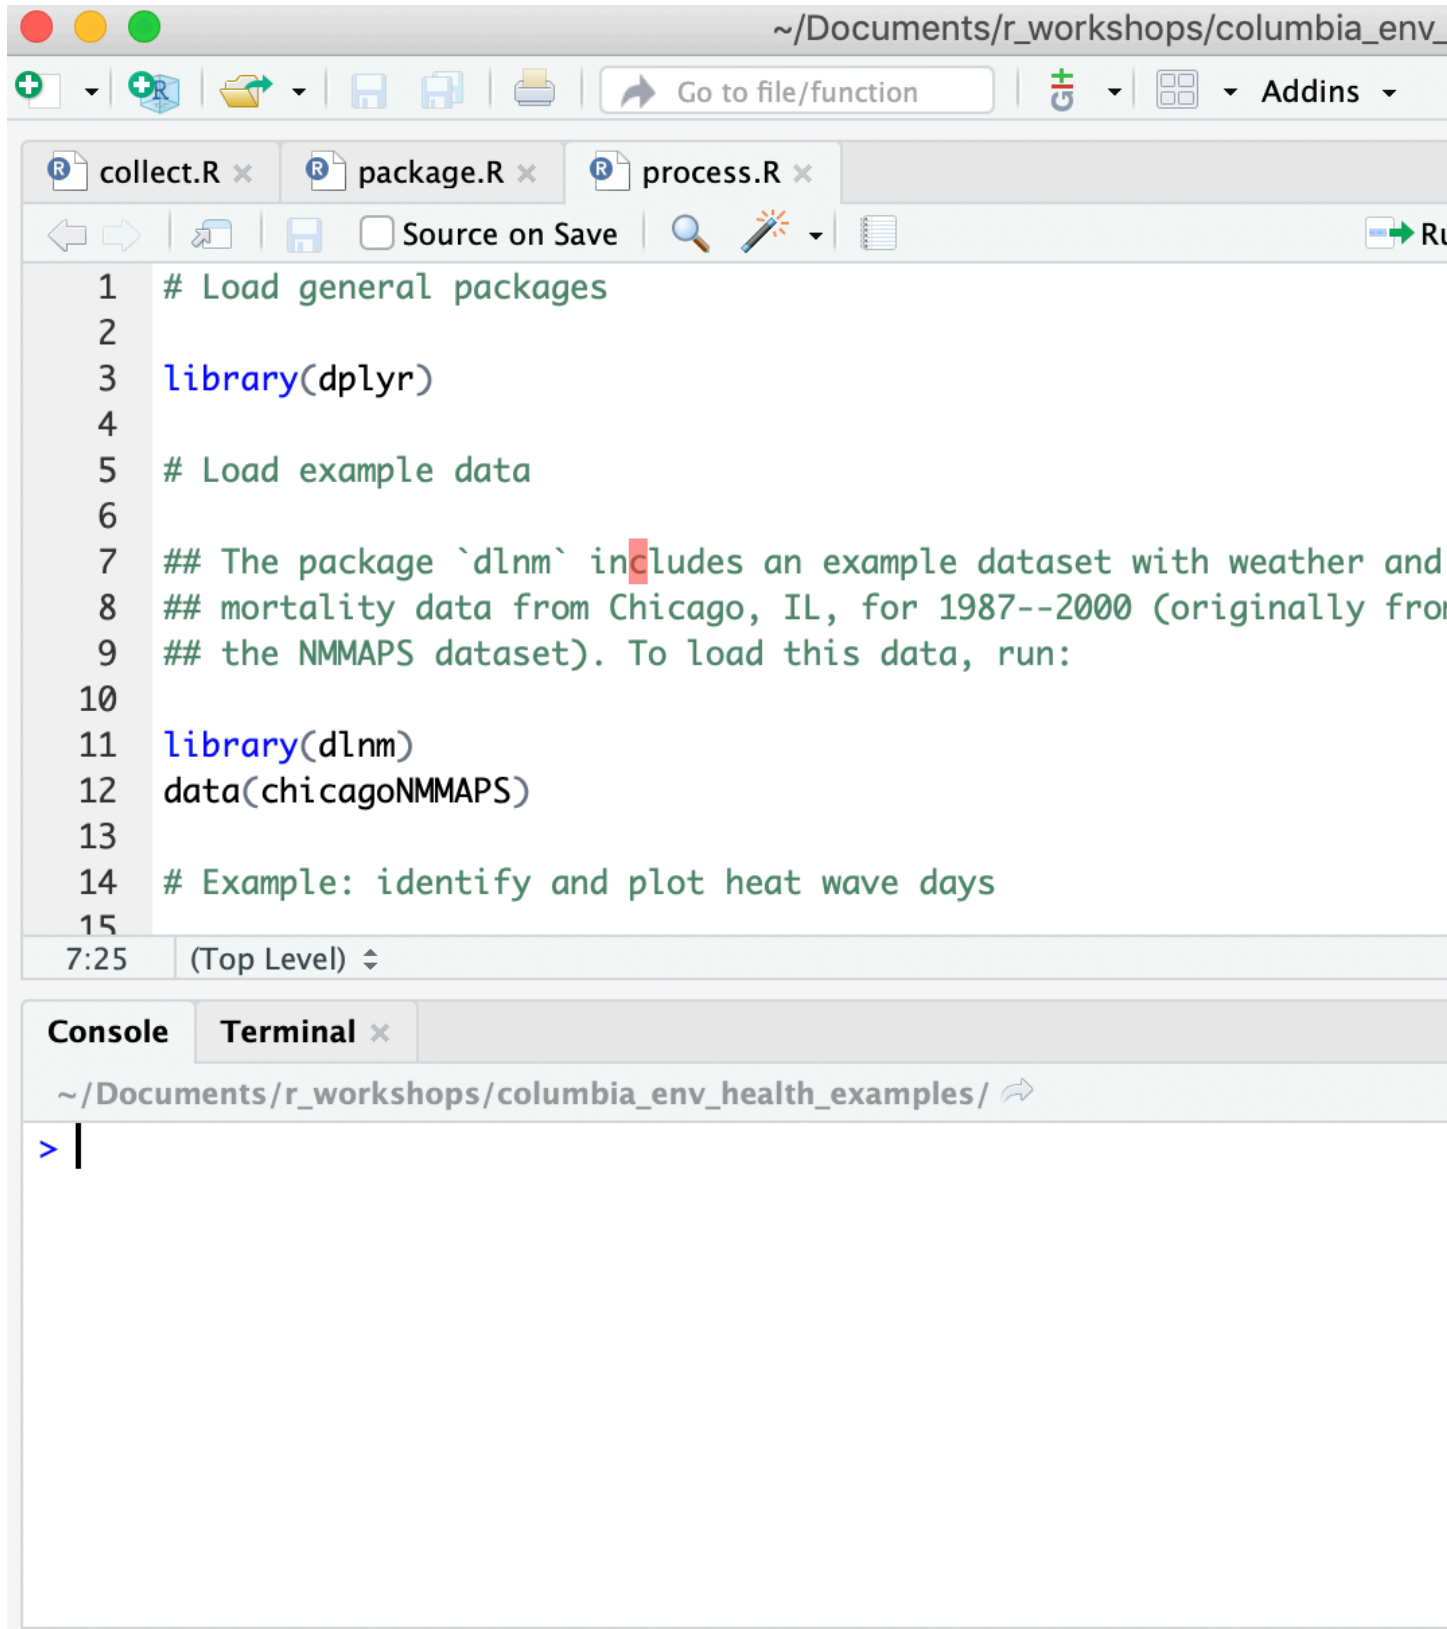 ~/Documents/r_workshops/columbia_env_
Go to file/function
Addins
collect.R
package.R
process.R
Source on Save
1 # Load general packages
2
3 library(dplyr)
4
5 # Load example data
6
7 ## The package `dlnm` includes an example dataset with weather and
8 ## mortality data from Chicago, IL, for 1987--2000 (originally
9 ## the NMMAPS dataset). To load this data, run:
10
11 library(dlnm)
12 data(chicagoNMMAPS)
13
14 # Example: identify and plot heat wave days
15
7:25 (Top Level)
Console Terminal
~/Documents/r_workshops/columbia_env_health_examples/
>